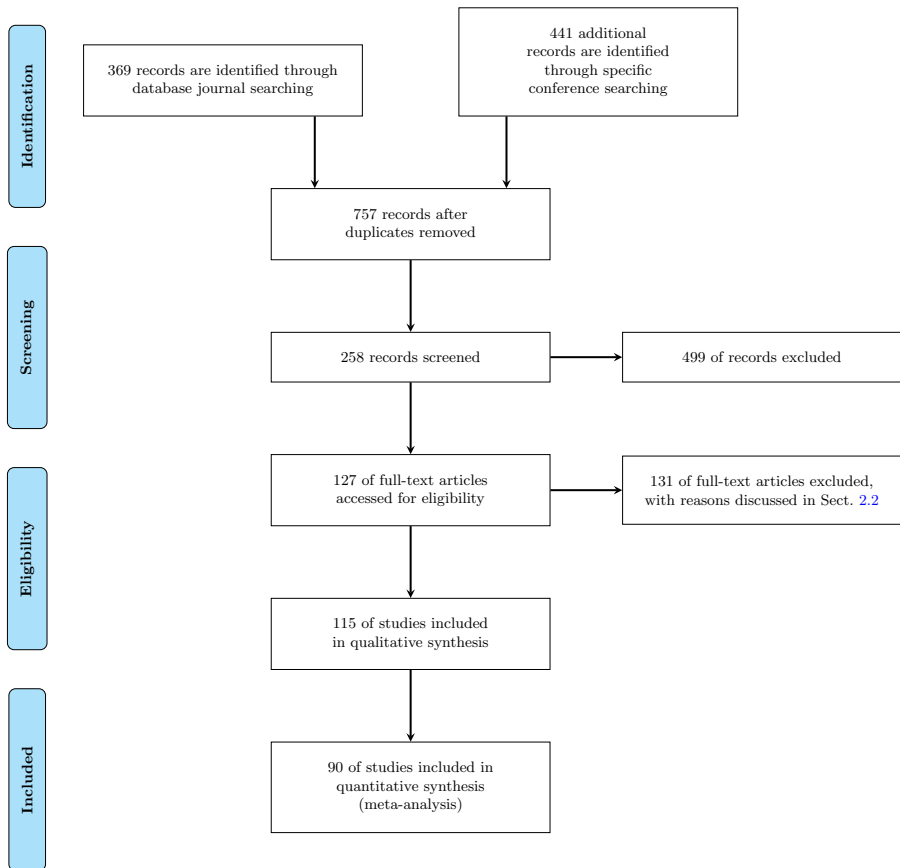 Identification
369 records are identified through
database journal searching
441 additional
records are identified
through specific
conference searching
757 records after
duplicates removed
Screening
258 records screened
499 of records excluded
Eligibility
127 of full-text articles
accessed for eligibility
131 of full-text articles excluded,
with reasons discussed in Sect. 2.2
115 of studies included
in qualitative synthesis
Included
90 of studies included in
quantitative synthesis
(meta-analysis)